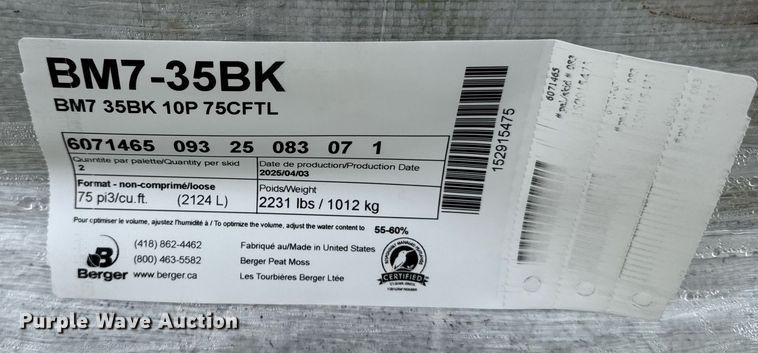 BM7-35BK
BM7 35BK 10P 75CFTL
6071465 093 25 083 07 1
Quantite par palette/Quantity per skid
2
Date de production/Production Date
2025/04/03
Format - non-comprimé/loose
75 pi3/cu.ft. (2124 L)
Poids/Weight
2231 lbs / 1012 kg
Pour optimiser le volume, ajustez l'humidité à / To optimize the volume, adjust the water content to 55-60%
Berger
(418) 862-4462
(800) 463-5582
www.berger.ca
Fabriqué au/Made in United States
Berger Peat Moss
Les Tourbières Berger Ltée
CERTIFIED
152915475
6071465
Purple Wave Auction